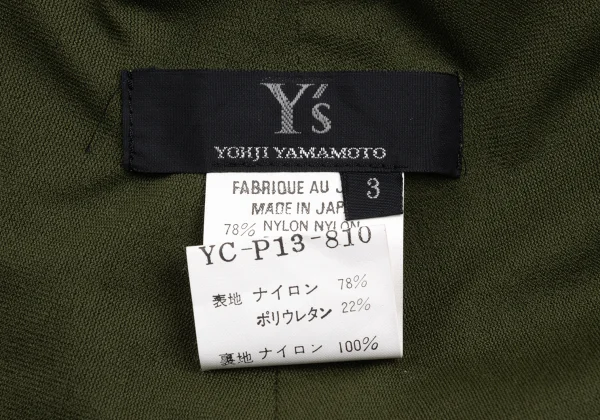 Y's
YOHJI YAMAMOTO
3
FABRIQUE AU
MADE IN
78% NYLON NYLON
YC-P13-810
表地 ナイロン 78%
ポリウレタン 22%
裏地 ナイロン 100%